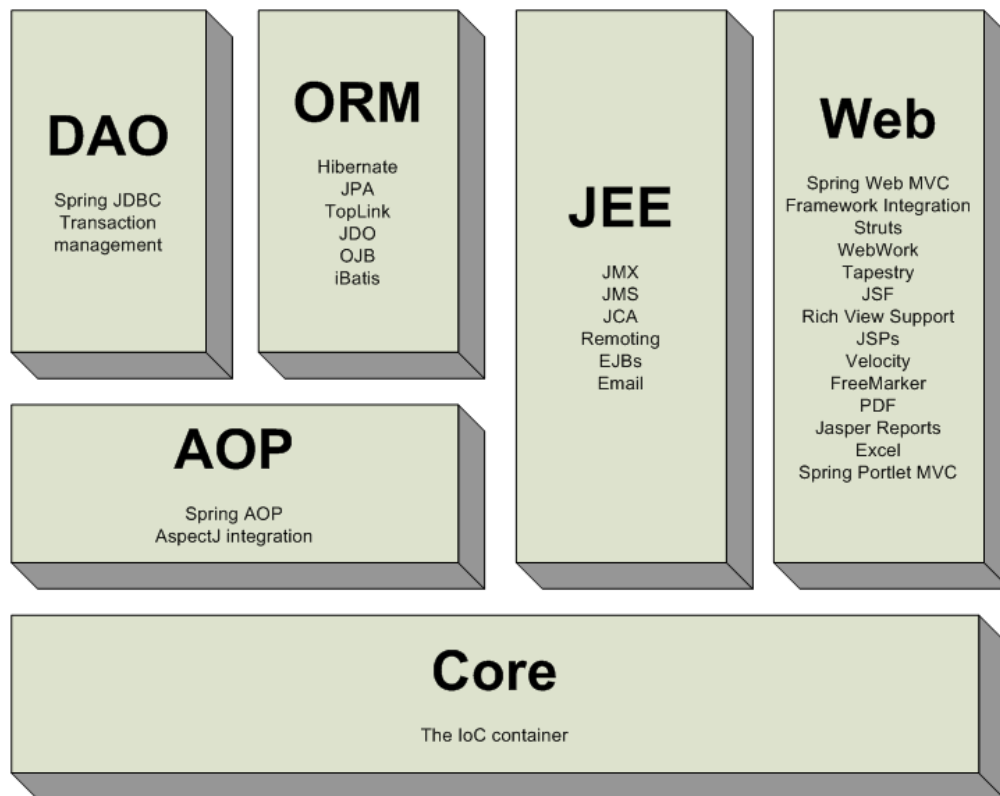 DAO
Spring JDBC
Transaction
management
ORM
Hibernate
JPA
TopLink
JDO
OJB
iBatis
JEE
JMX
JMS
JCA
Remoting
EJBs
Email
Web
Spring Web MVC
Framework Integration
Struts
WebWork
Tapestry
JSF
Rich View Support
JSPs
Velocity
FreeMarker
PDF
Jasper Reports
Excel
Spring Portlet MVC
AOP
Spring AOP
AspectJ integration
Core
The IoC container